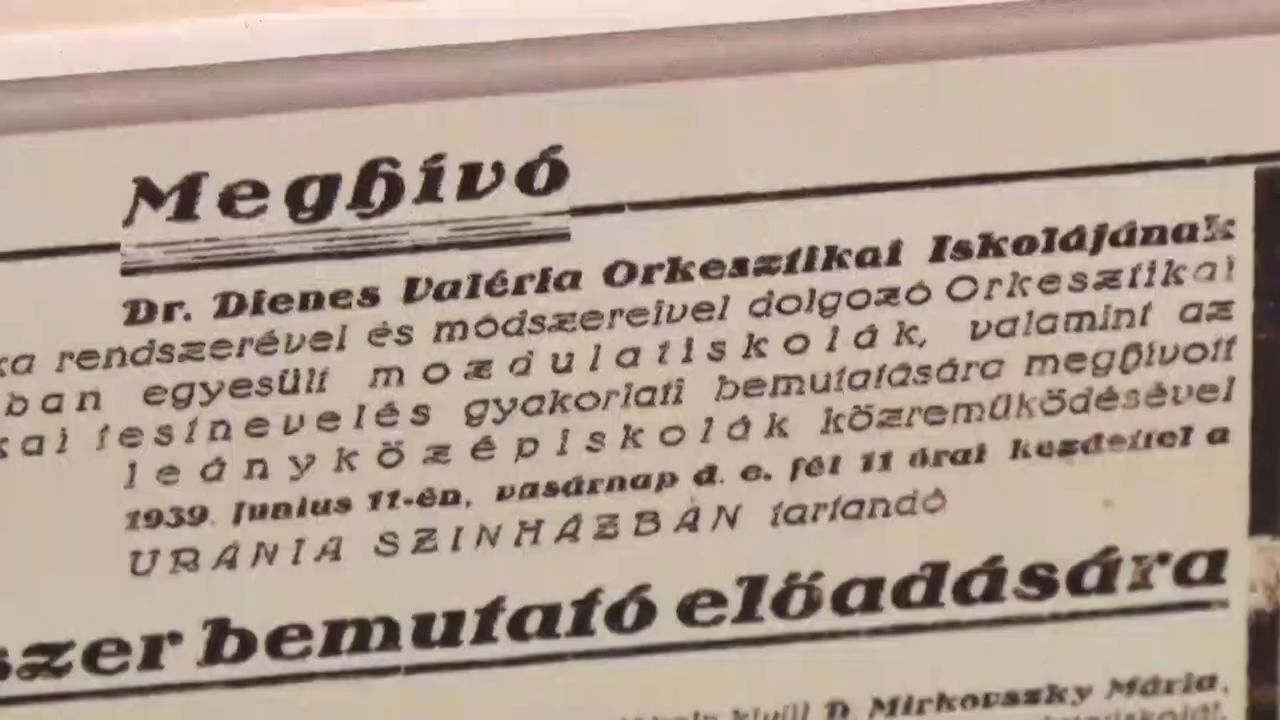 Meghívó
Dr. Dienes Valéria Orkesztikai Iskolájának
rendszerével és módszereivel dolgozó Orkesztikai
ban egyesült mozdulatiskolák, valamint az
kai testnevelés gyakorlati bemutatására meghívott
leányközépiskolák közreműködésével
1939. junius 11-én, vasárnap d. e. fél 11 órai kezdettel a
URÁNIA SZINHÁZBÁN tartandó
szer bemutató előadására
kivül D. Mirkovszky Mária,